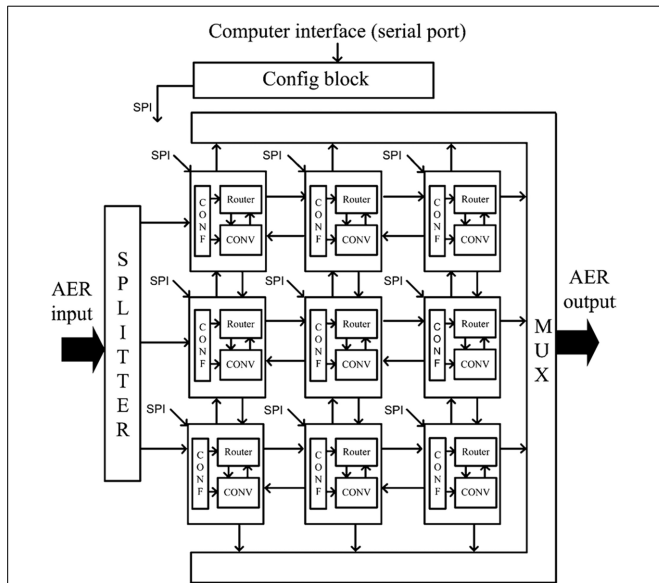 Computer interface (serial port)
Config block
SPI
SPI SPI SPI
CONF Router CONF Router CONF Router
CONV CONV CONV
SPLITTER
AER input
SPI SPI SPI
CONF Router CONF Router CONF Router
CONV CONV CONV
MUX
AER output
SPI SPI SPI
CONF Router CONF Router CONF Router
CONV CONV CONV